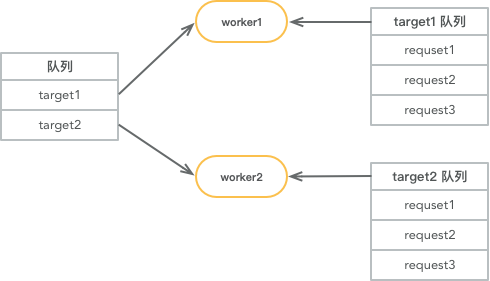 队列
target1
target2
worker1
worker2
target1 队列
requset1
request2
request3
target2 队列
requset1
request2
request3